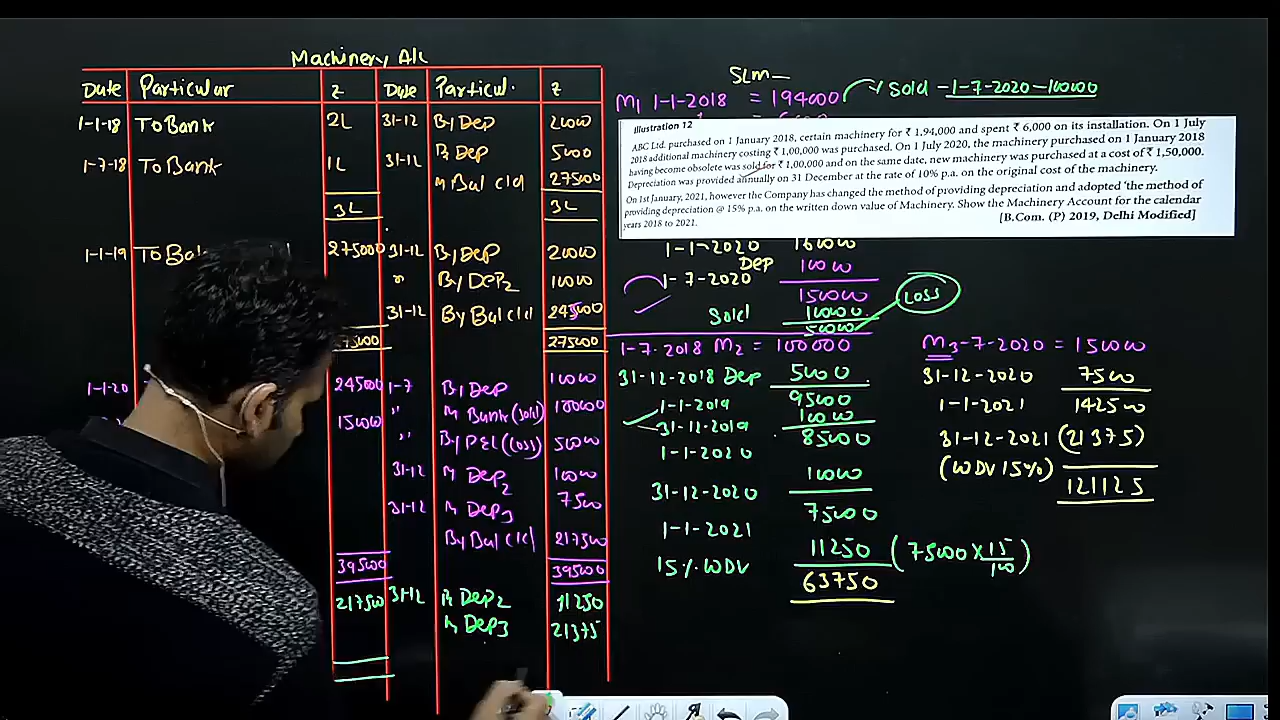 Machinery A/c
Date Particular ₹ Date Particul. ₹
1-1-18 To Bank 2L 31-12 By Dep 20000
1-7-18 To Bank 1L 31-12 By Dep 5000
By Bal c/d 275000
3L 3L
1-1-19 275000 31-12 By Dep 20000
" By Dep2 10000
31-12 By Bal c/d 245000
275000
1-1-20 245000 1-7 By Dep 10000
150000 " By Bank (sold) 100000
" By P&L (Loss) 50000
31-12 By Dep2 10000
31-12 By Dep3 7500
By Bal c/d 217500
395000 395000
217500 31-12 By Dep2 11250
By Dep3 21375
SLM
M1 1-1-2018 = 194000 Sold - 1-7-2020 - 100000
Illustration 12
ABC Ltd. purchased on 1 January 2018, certain machinery for ₹ 1,94,000 and spent ₹ 6,000 on its installation. On 1 July
2018 additional machinery costing ₹ 1,00,000 was purchased. On 1 July 2020, the machinery purchased on 1 January 2018
having become obsolete was sold for ₹ 1,00,000 and on the same date, new machinery was purchased at a cost of ₹ 1,50,000.
Depreciation was provided annually on 31 December at the rate of 10% p.a. on the original cost of the machinery.
On 1st January, 2021, however the Company has changed the method of providing depreciation and adopted 'the method of
providing depreciation @ 15% p.a. on the written down value of Machinery. Show the Machinery Account for the calendar
years 2018 to 2021.
[B.Com. (P) 2019, Delhi Modified]
1-1-2020 160000
Dep 10000
1-7-2020 150000
Sold 100000
50000 Loss
1-7-2018 M2 = 100000
31-12-2018 Dep 5000
1-1-2019 95000
31-12-2019 10000
1-1-2020 85000
31-12-2020 10000
1-1-2021 75000
15% WDV 11250 (75000 × 15/100)
63750
M3-7-2020 = 150000
31-12-2020 7500
1-1-2021 142500
31-12-2021 (21375)
(WDV 15%)
121125